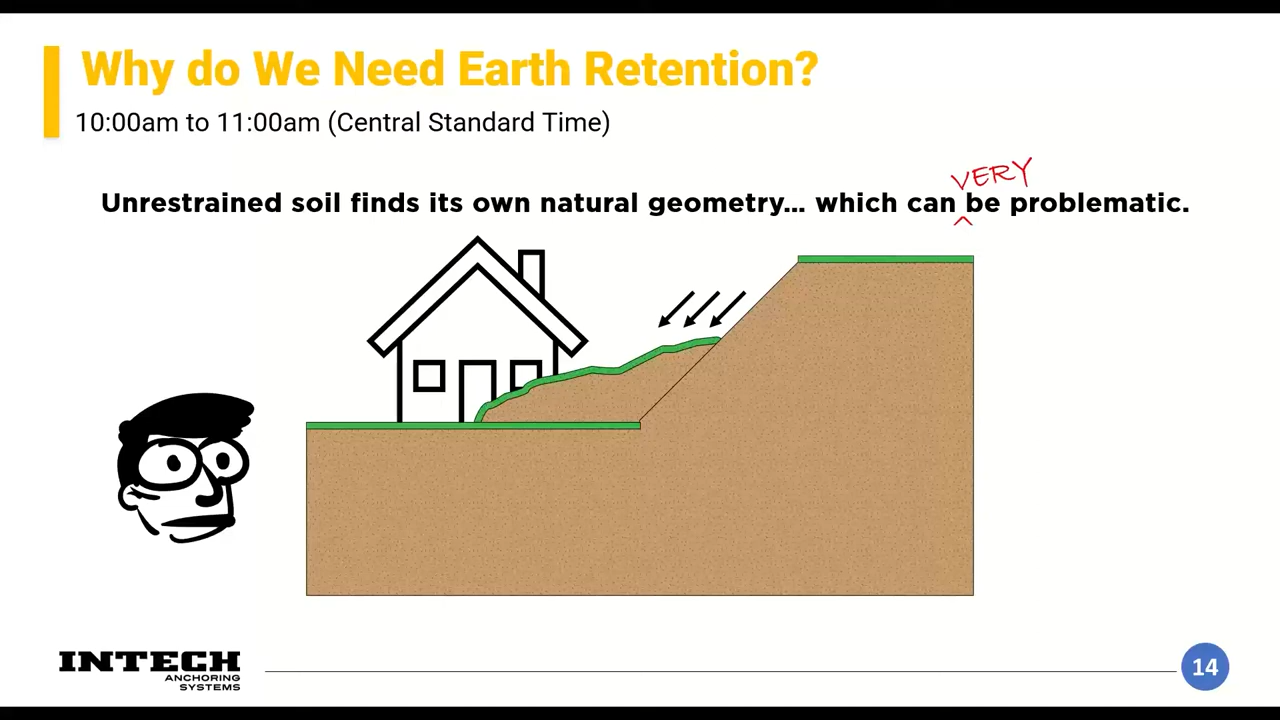 Why do We Need Earth Retention?
10:00am to 11:00am (Central Standard Time)
VERY
Unrestrained soil finds its own natural geometry... which can ^ be problematic.
INTECH
ANCHORING
SYSTEMS
14